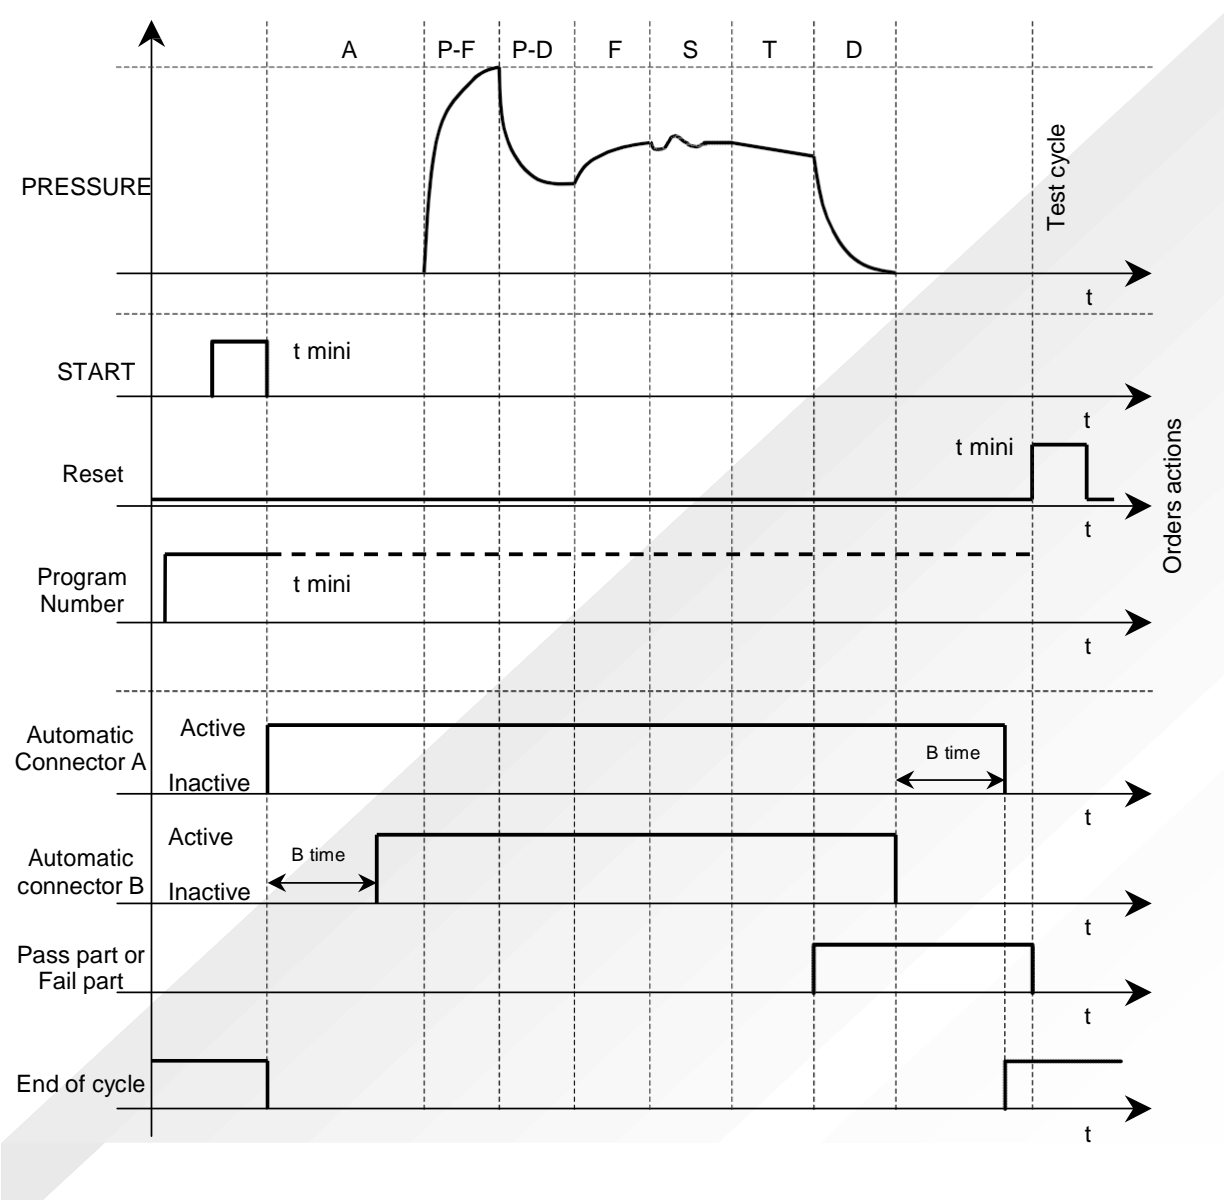 A
P-F
P-D
F
S
T
D
PRESSURE
Test cycle
t
START
t mini
t
Reset
t mini
t
Orders actions
Program
Number
t mini
t
Automatic
Connector A
Active
Inactive
B time
t
Automatic
connector B
Active
Inactive
B time
t
Pass part or
Fail part
t
End of cycle
t